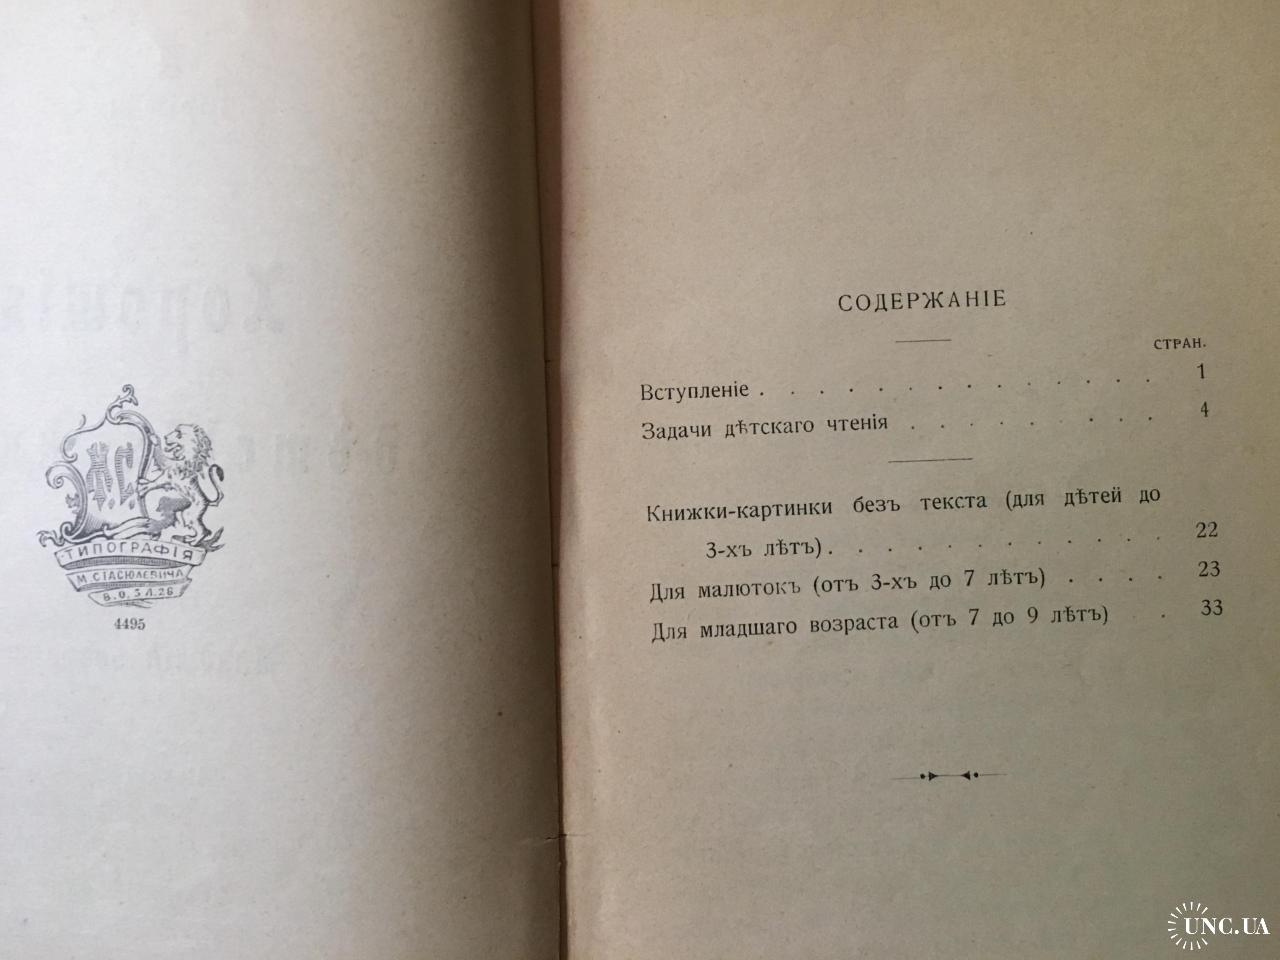 ТИПОГРАФІЯ
М. СТАСЮЛЕВИЧА
В. О. 5 Л. 28
4495
СОДЕРЖАНІЕ
СТРАН.
Вступленіе . . . . . . . . . . . . . . 1
Задачи дѣтскаго чтенія . . . . . . . . . 4
Книжки-картинки безъ текста (для дѣтей до
3-хъ лѣтъ) . . . . . . . . . . . . 22
Для малютокъ (отъ 3-хъ до 7 лѣтъ) . . . . 23
Для младшаго возраста (отъ 7 до 9 лѣтъ) . . 33
UNC.UA